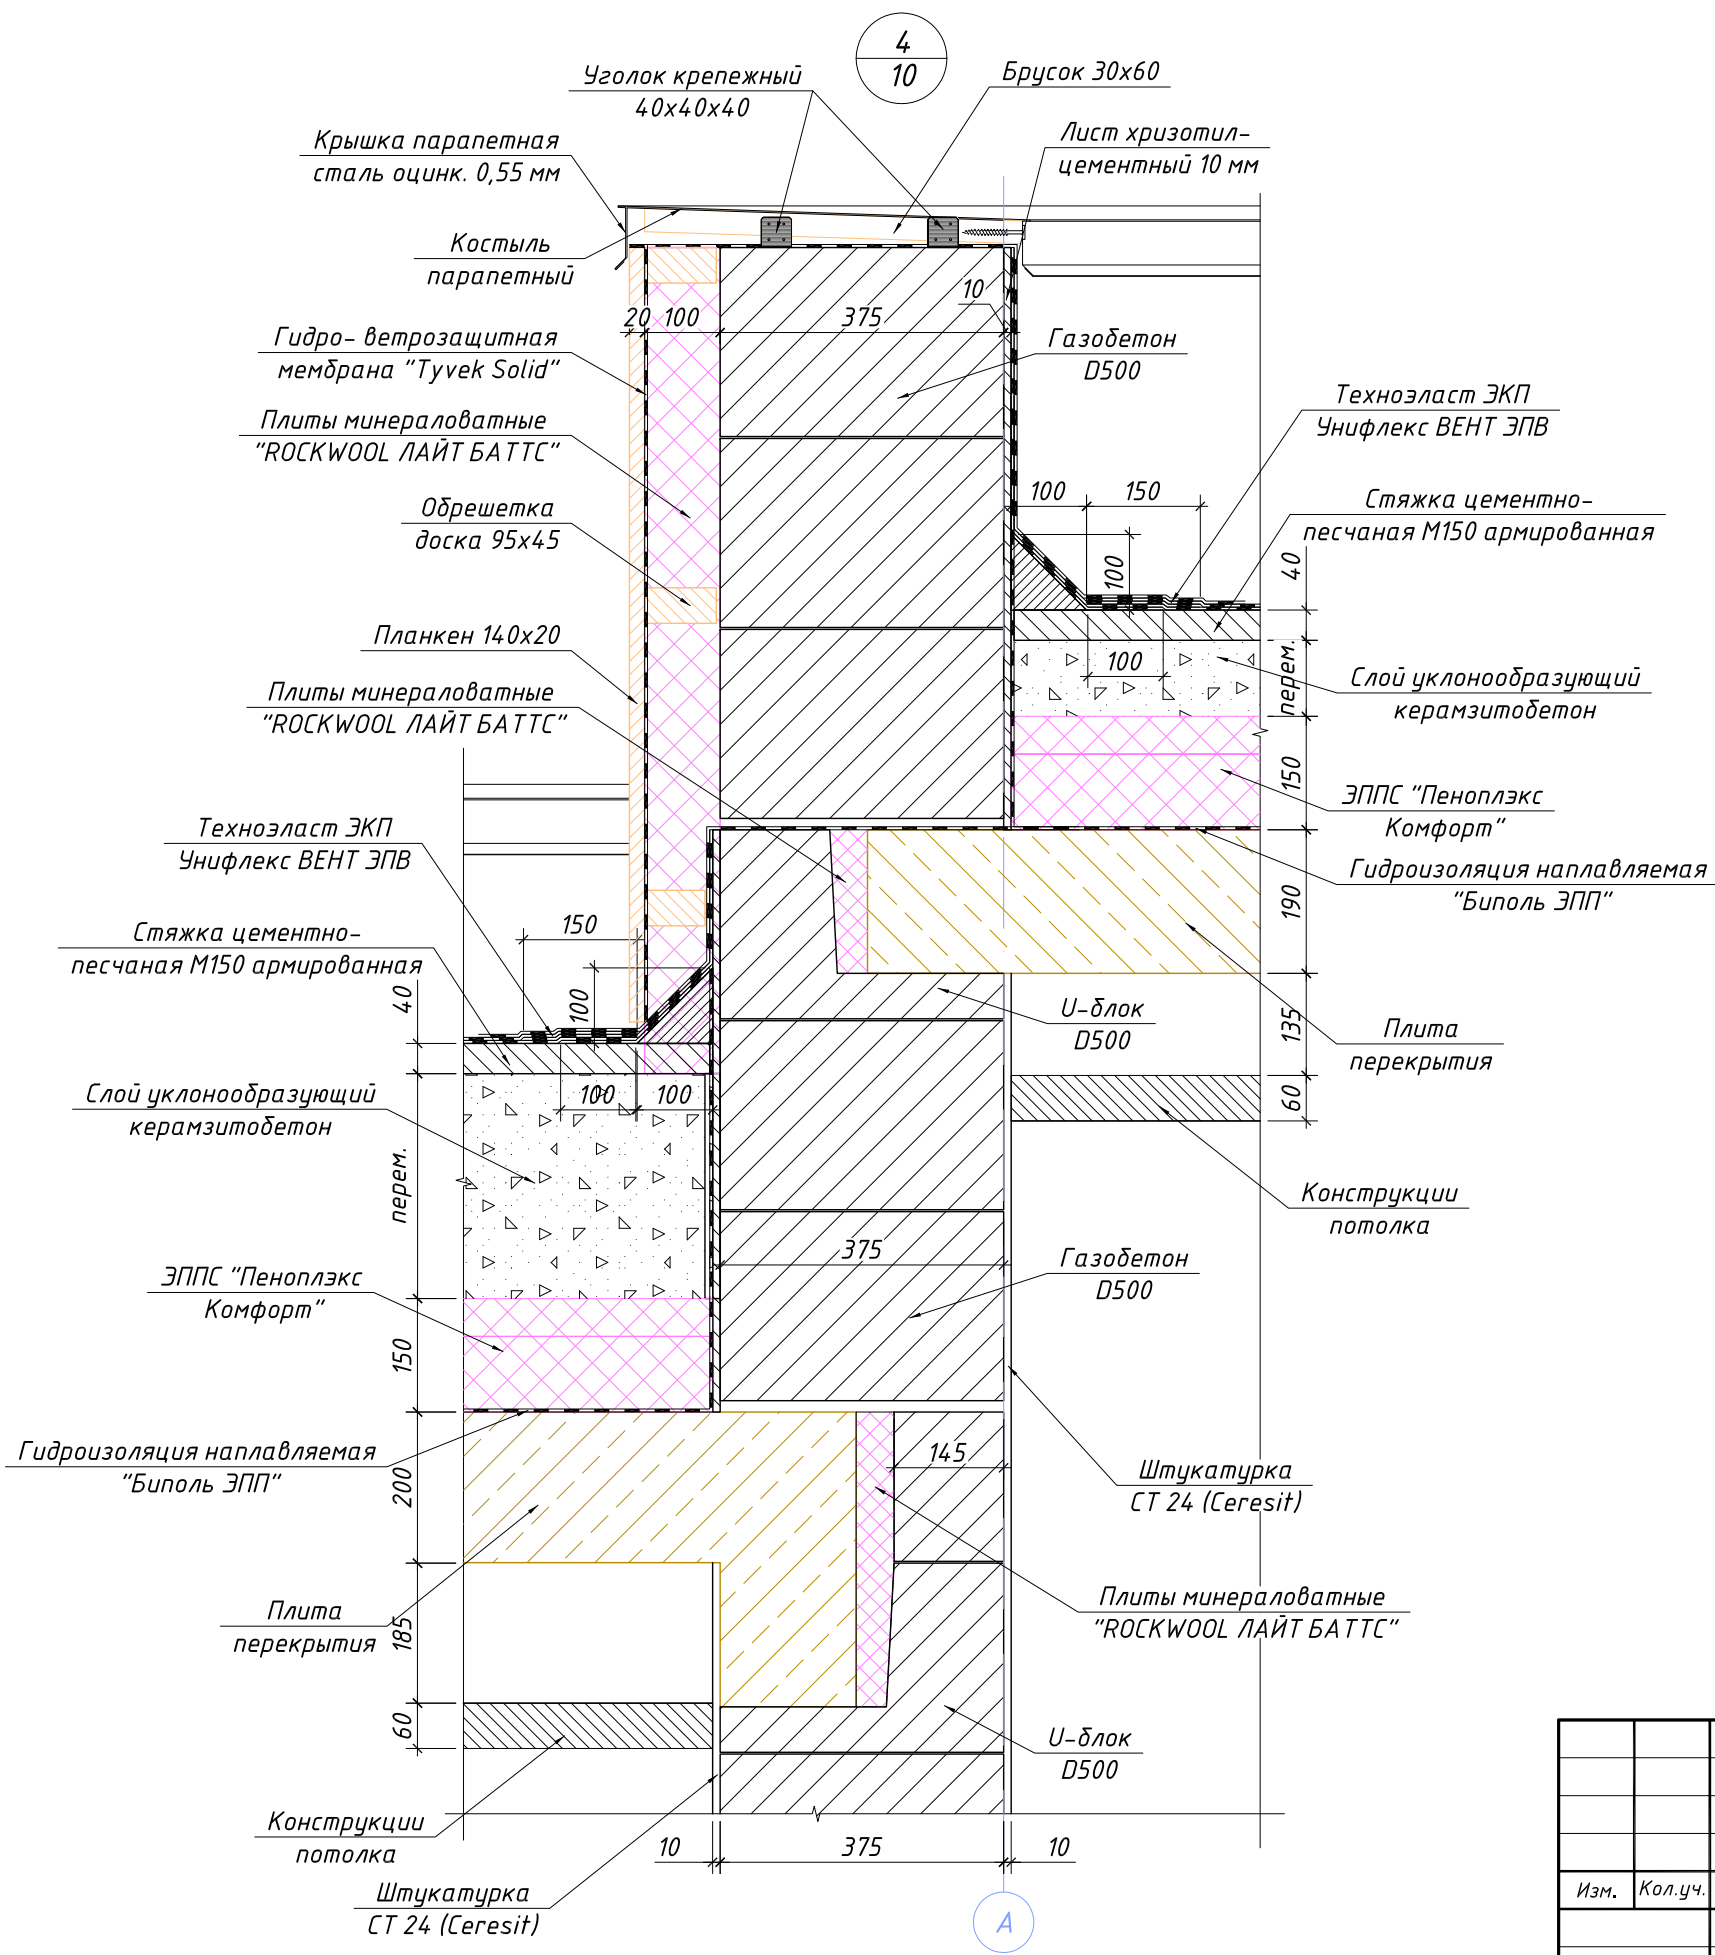 4
10
Уголок крепежный
40х40х40
Брусок 30х60
Крышка парапетная
сталь оцинк. 0,55 мм
Лист хризотил-
цементный 10 мм
Костыль
парапетный
10
20
100
375
Гидро- ветрозащитная
мембрана "Tyvek Solid"
Газобетон
D500
Плиты минераловатные
"ROCKWOOL ЛАЙТ БАТТС"
Техноэласт ЭКП
Унифлекс ВЕНТ ЭПВ
Обрешетка
доска 95х45
100
150
Стяжка цементно-
песчаная М150 армированная
40
100
Планкен 140х20
100
перем.
Слой уклонообразующий
керамзитобетон
Плиты минераловатные
"ROCKWOOL ЛАЙТ БАТТС"
150
ЭППС "Пеноплэкс
Комфорт"
Техноэласт ЭКП
Унифлекс ВЕНТ ЭПВ
Гидроизоляция наплавляемая
"Биполь ЭПП"
190
150
Стяжка цементно-
песчаная М150 армированная
40
100
U-блок
D500
135
Плита
перекрытия
60
Слой уклонообразующий
керамзитобетон
100
100
перем.
Конструкции
потолка
375
Газобетон
D500
ЭППС "Пеноплэкс
Комфорт"
150
Гидроизоляция наплавляемая
"Биполь ЭПП"
200
145
Штукатурка
СТ 24 (Ceresit)
Плита
перекрытия
185
Плиты минераловатные
"ROCKWOOL ЛАЙТ БАТТС"
60
U-блок
D500
Конструкции
потолка
10
375
10
Штукатурка
СТ 24 (Ceresit)
А
Изм.
Кол.уч.